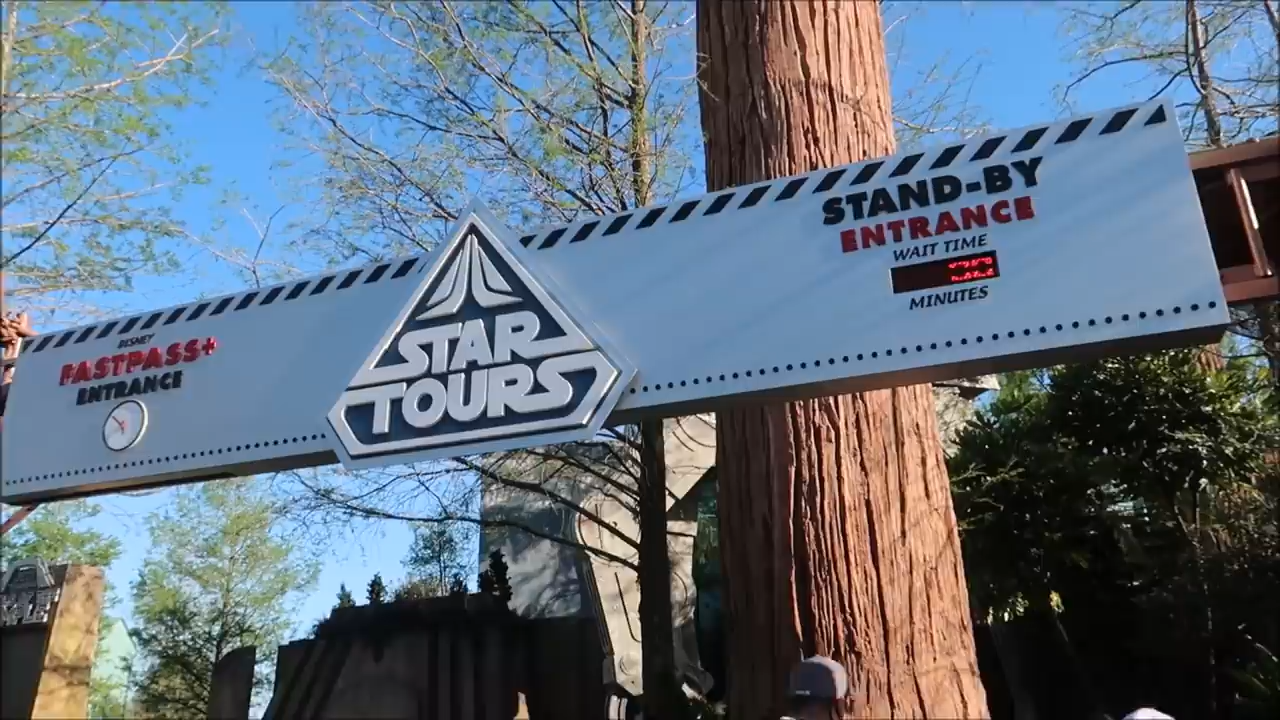 DISNEY
FASTPASS+
ENTRANCE
STAR
TOURS
STAND-BY
ENTRANCE
WAIT TIME
MINUTES